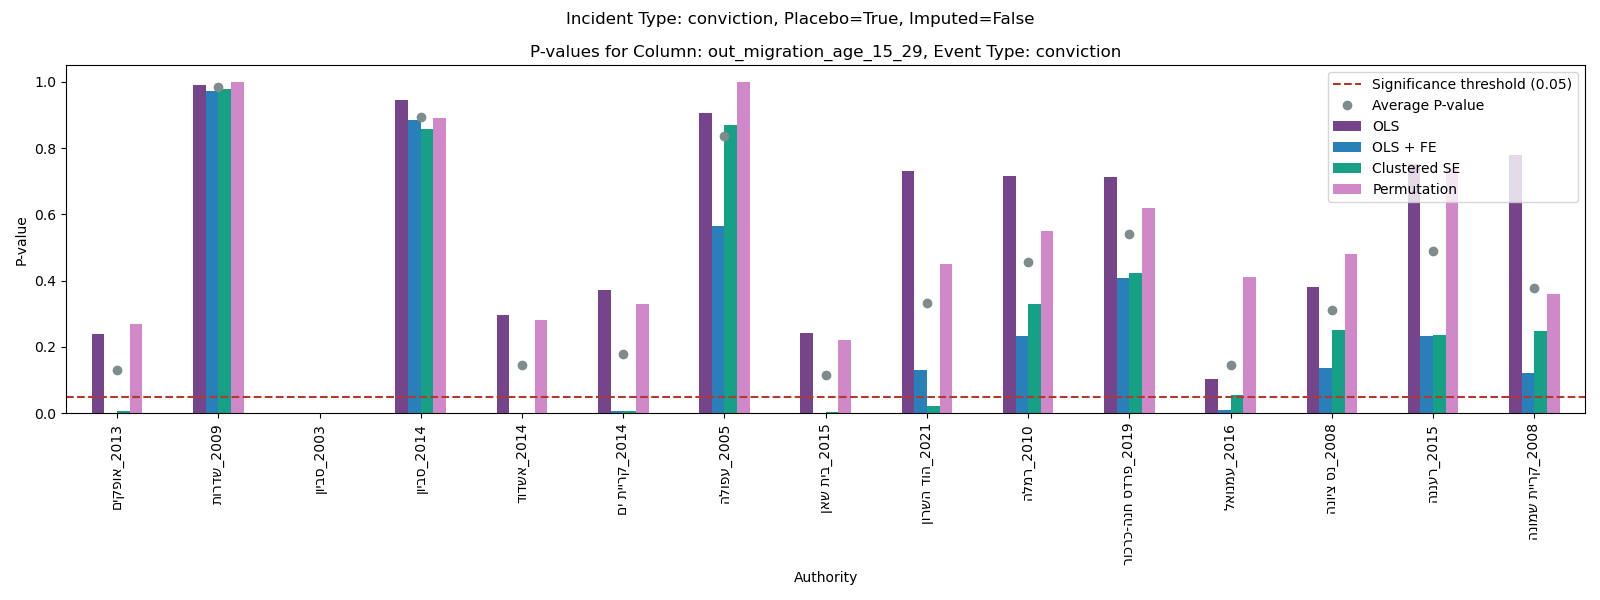 Incident Type: conviction, Placebo=True, Imputed=False
P-values for Column: out_migration_age_15_29, Event Type: conviction
P-value
1.0
0.8
0.6
0.4
0.2
0.0
Significance threshold (0.05)
Average P-value
OLS
OLS + FE
Clustered SE
Permutation
אופקים_2013
שדרות_2009
סביון_2003
סביון_2014
אשדוד_2014
קריית ים_2014
עפולה_2005
בית שאן_2015
הוד השרון_2021
רמלה_2010
פרדס חנה-כרכור_2019
עמנואל_2016
נס ציונה_2008
רעננה_2015
קריית שמונה_2008
Authority